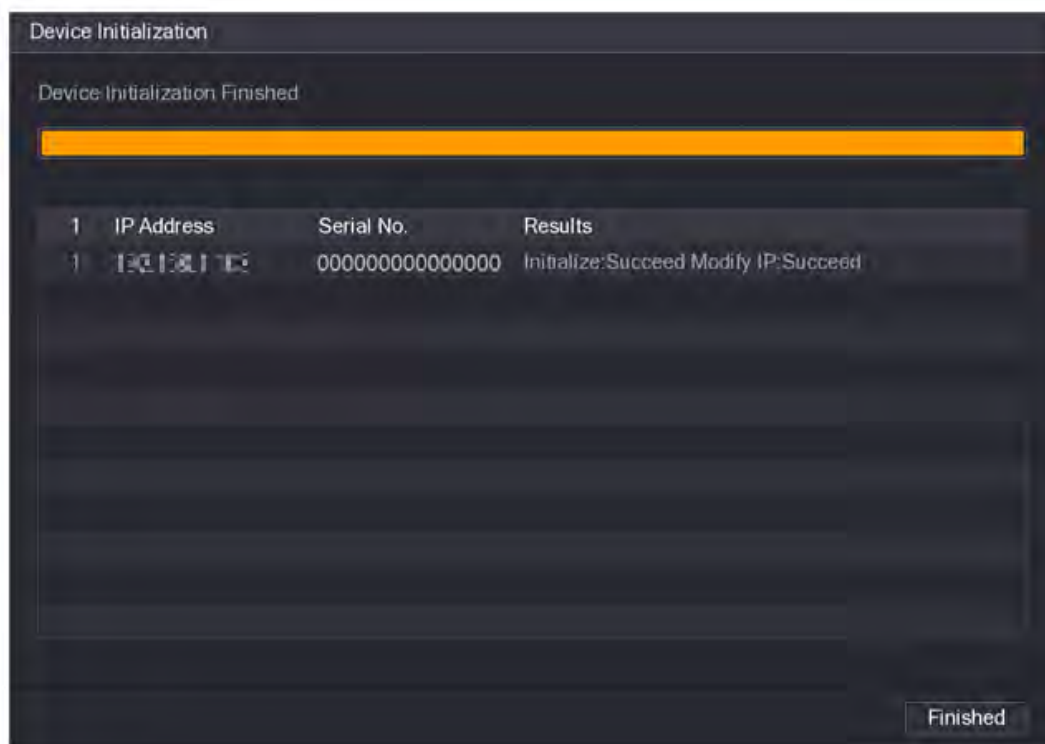 Device Initialization
Device Initialization Finished
1 IP Address Serial No. Results
1 000000000000000 Initialize:Succeed Modify IP:Succeed
Finished